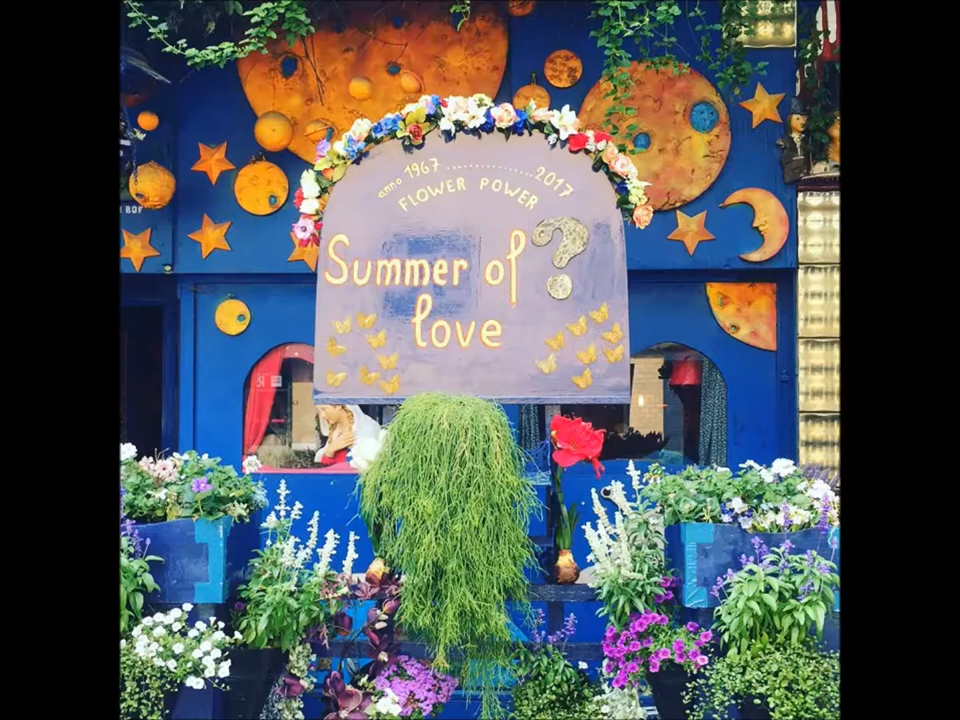 anno 1967 ............... 2017
FLOWER POWER
Summer of ?
love